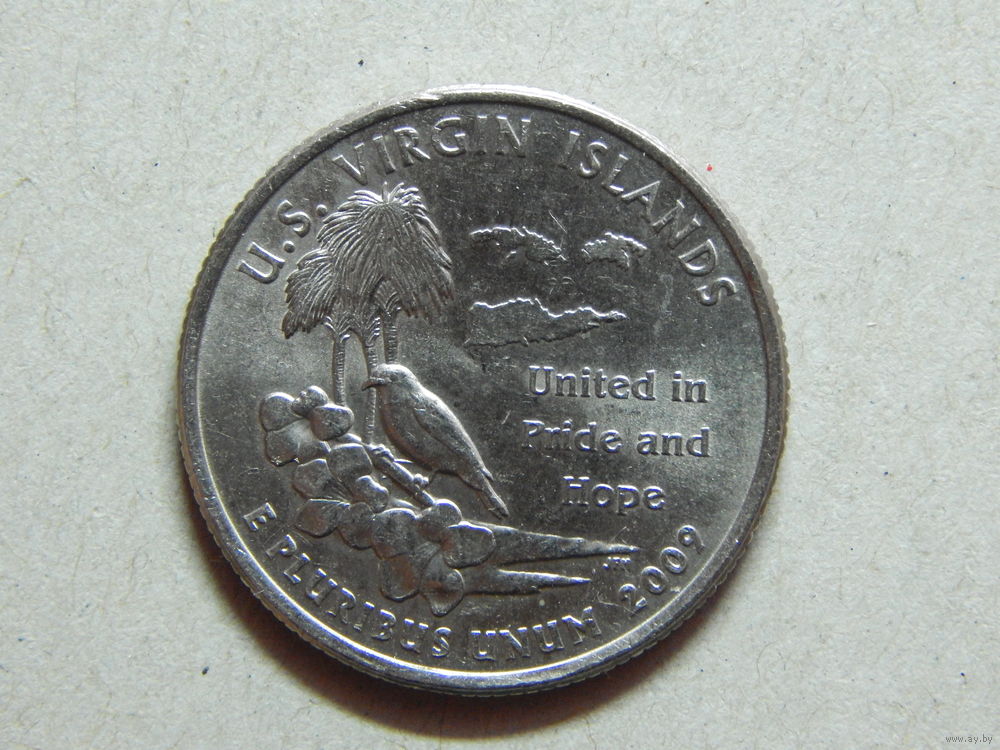 U.S. VIRGIN ISLANDS
United in
Pride and
Hope
E PLURIBUS UNUM 2009
www.ay.by